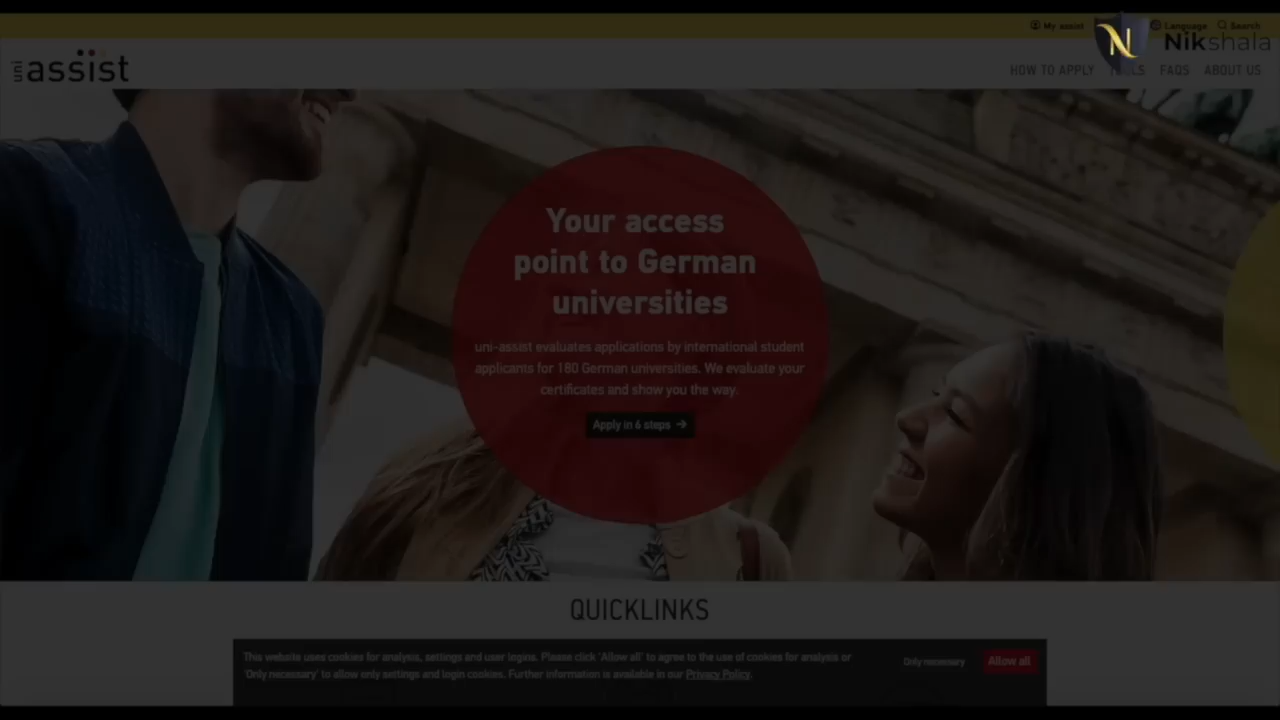 My assist
Language
Search
Nikshala
N
uni assist
HOW TO APPLY
FAQS
ABOUT US
Your access
point to German
universities
uni-assist evaluates applications by international student
applicants for 180 German universities. We evaluate your
certificates and show you the way.
Apply in 6 steps →
QUICKLINKS
This website uses cookies for analysis, settings and user logins. Please click 'Allow all' to agree to the use of cookies for analysis or
'Only necessary' to allow only settings and login cookies. Further information is available in our Privacy Policy.
Only necessary
Allow all